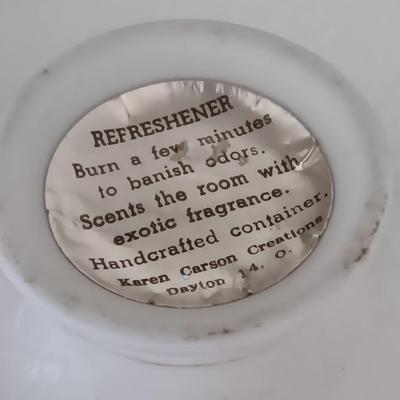 REFRESHENER
Burn a few minutes
to banish odors.
Scents the room with
exotic fragrance.
Handcrafted container.
Karen Carson Creations
Dayton 14, O.